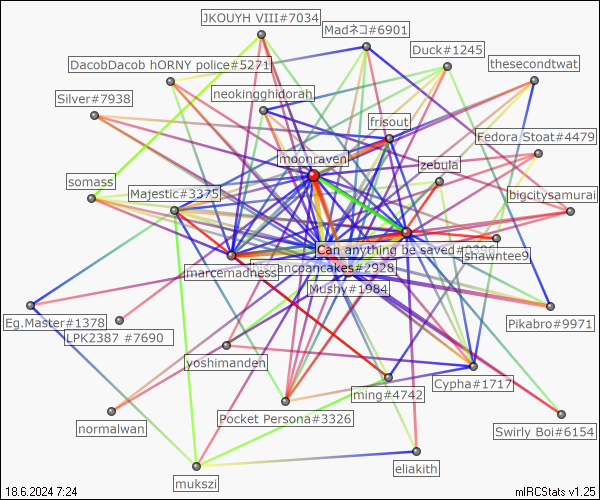 JKOUYH VIII#7034
Madネコ#6901
Duck#1245
DacobDacob hORNY police#5271
thesecondtwat
neokingghidorah
Silver#7938
frisout
Fedora Stoat#4479
moonraven
zebula
somass
Majestic#3375
bigcitysamurai
Can anything be saved#0396
shawntee9
marcemadness
Mushy#1984
Eg.Master#1378
Pikabro#9971
LPK2387 #7690
yoshimanden
Cypha#1717
ming#4742
Pocket Persona#3326
normalwan
Swirly Boi#6154
eliakith
mukszi
18.6.2024 7:24
mIRCStats v1.25